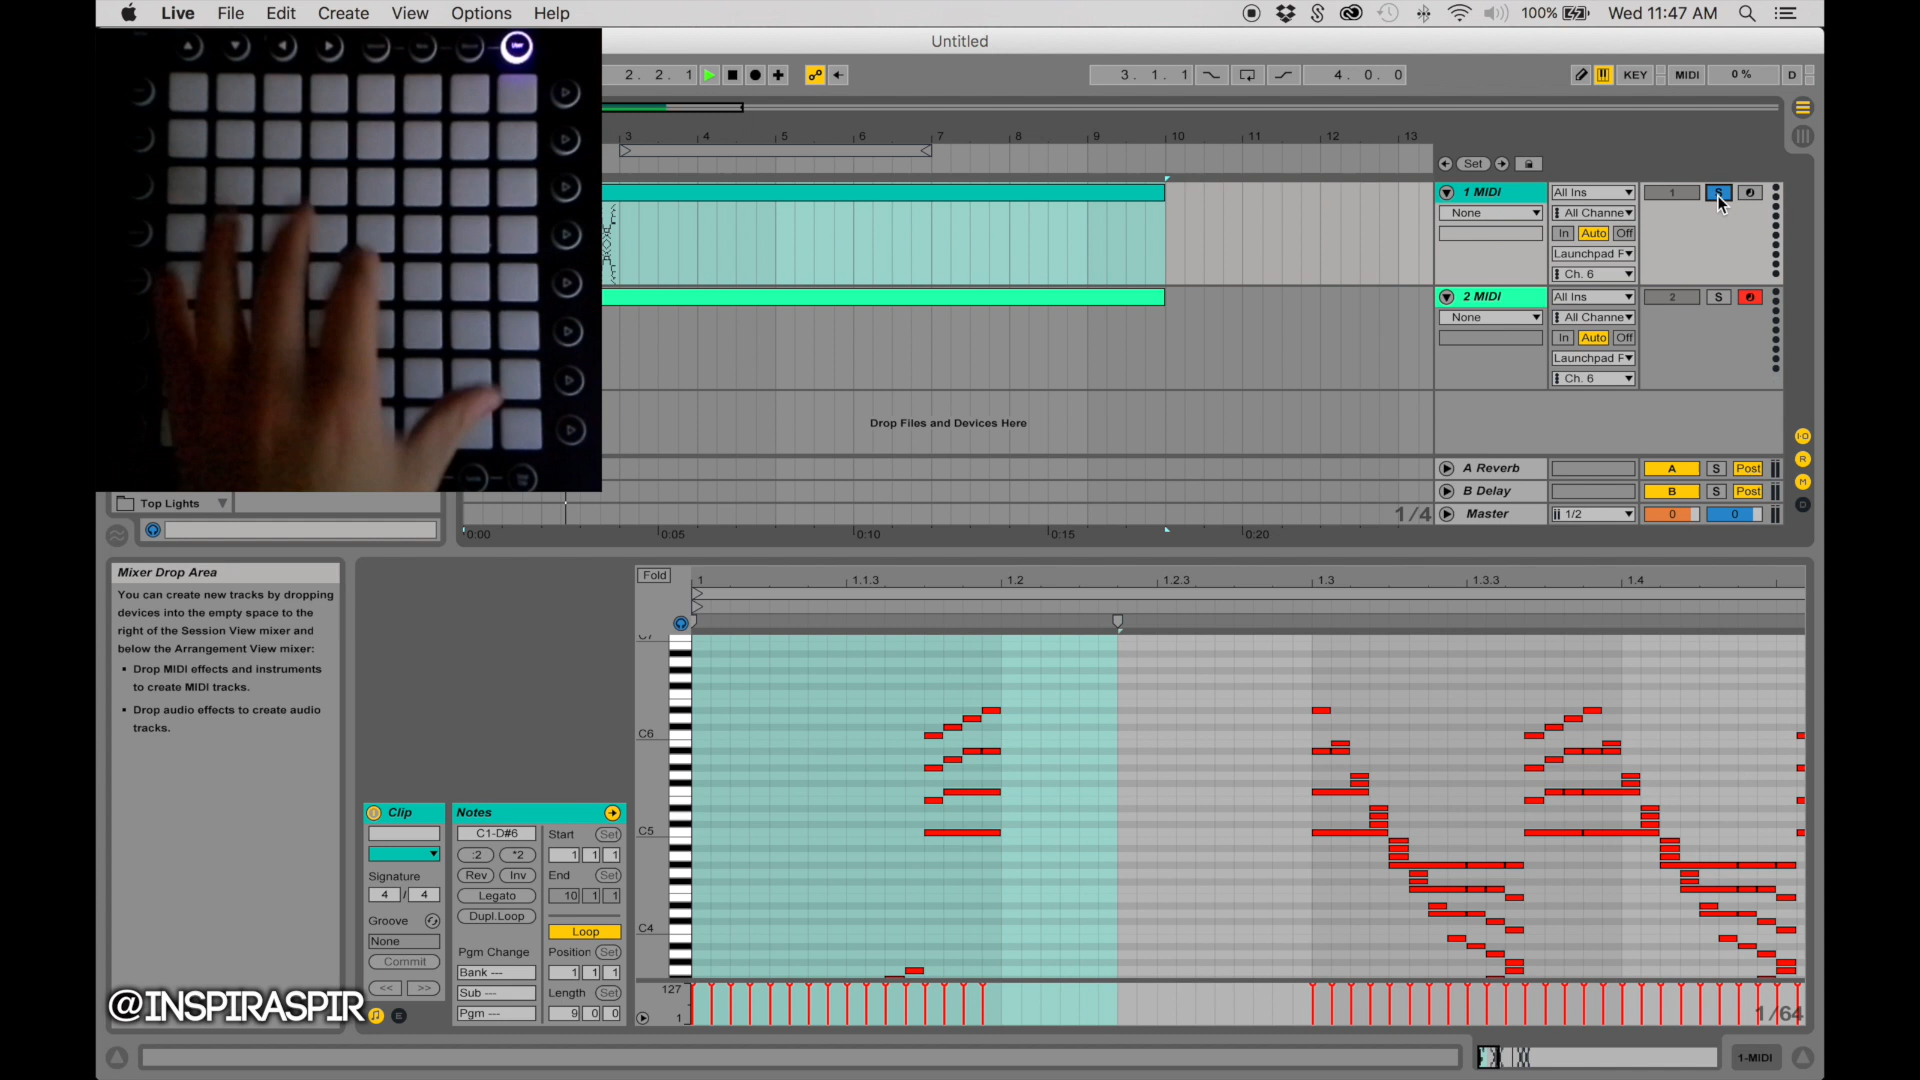 Live File Edit Create View Options Help
100% Wed 11:47 AM
Untitled
2. 2. 1
3. 1. 1
4. 0. 0
KEY MIDI 0 % D
User
3 4 5 6 7 8 9 10 11 12 13
Set
1 MIDI All Ins 1 S
None All Channe
In Auto Off
Launchpad F
Ch. 6
2 MIDI All Ins 2 S
None All Channe
In Auto Off
Launchpad F
Ch. 6
Drop Files and Devices Here
A Reverb A S Post
B Delay B S Post
1/4 Master 1/2 0 0
Top Lights
0:00 0:05 0:10 0:15 0:20
Mixer Drop Area
You can create new tracks by dropping
devices into the empty space to the
right of the Session View mixer and
below the Arrangement View mixer:
Drop MIDI effects and instruments
to create MIDI tracks.
Drop audio effects to create audio
tracks.
Fold
1 1.1.3 1.2 1.2.3 1.3 1.3.3 1.4
C7
C6
C5
C4
127
1
1/64
Clip
Signature
4 / 4
Groove
None
Commit
<< >>
Notes
C1-D#6
:2 *2
Rev Inv
Legato
Dupl.Loop
Pgm Change
Bank ---
Sub ---
Pgm ---
Start Set
1 1 1
End Set
10 1 1
Loop
Position Set
1 1 1
Length Set
9 0 0
E
@INSPIRASPIR
1-MIDI